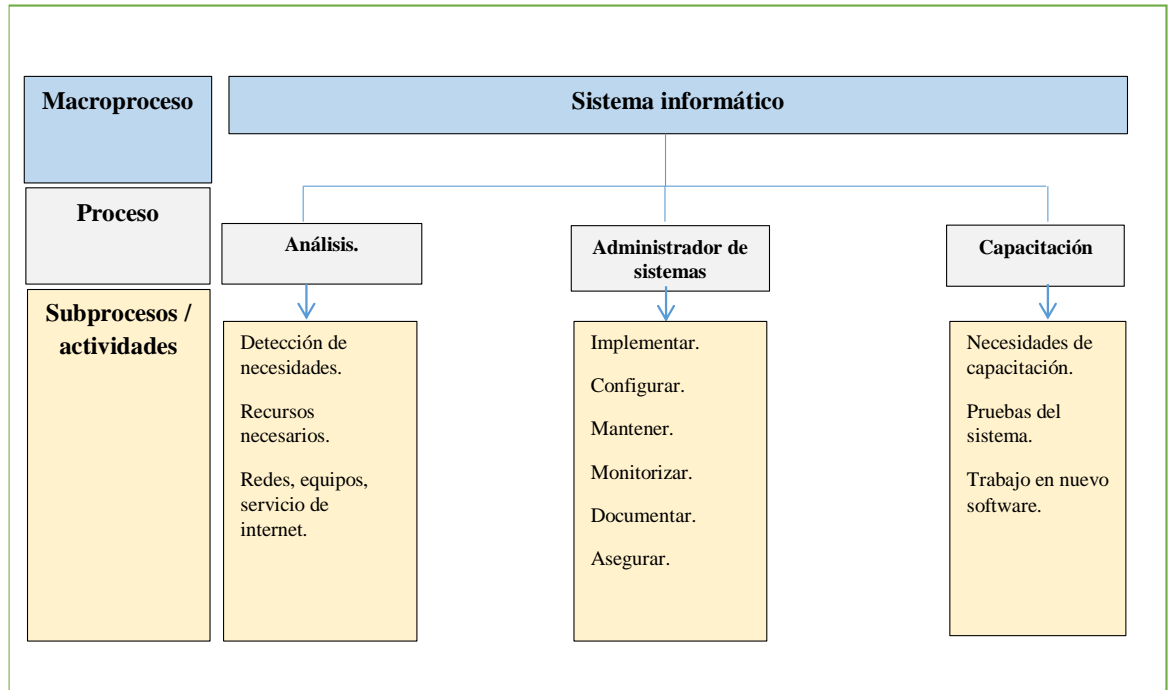 Macroproceso
Sistema informático
Proceso
Análisis.
Administrador de
sistemas
Capacitación
Subprocesos /
actividades
Detección de
necesidades.
Recursos
necesarios.
Redes, equipos,
servicio de
internet.
Implementar.
Configurar.
Mantener.
Monitorizar.
Documentar.
Asegurar.
Necesidades de
capacitación.
Pruebas del
sistema.
Trabajo en nuevo
software.